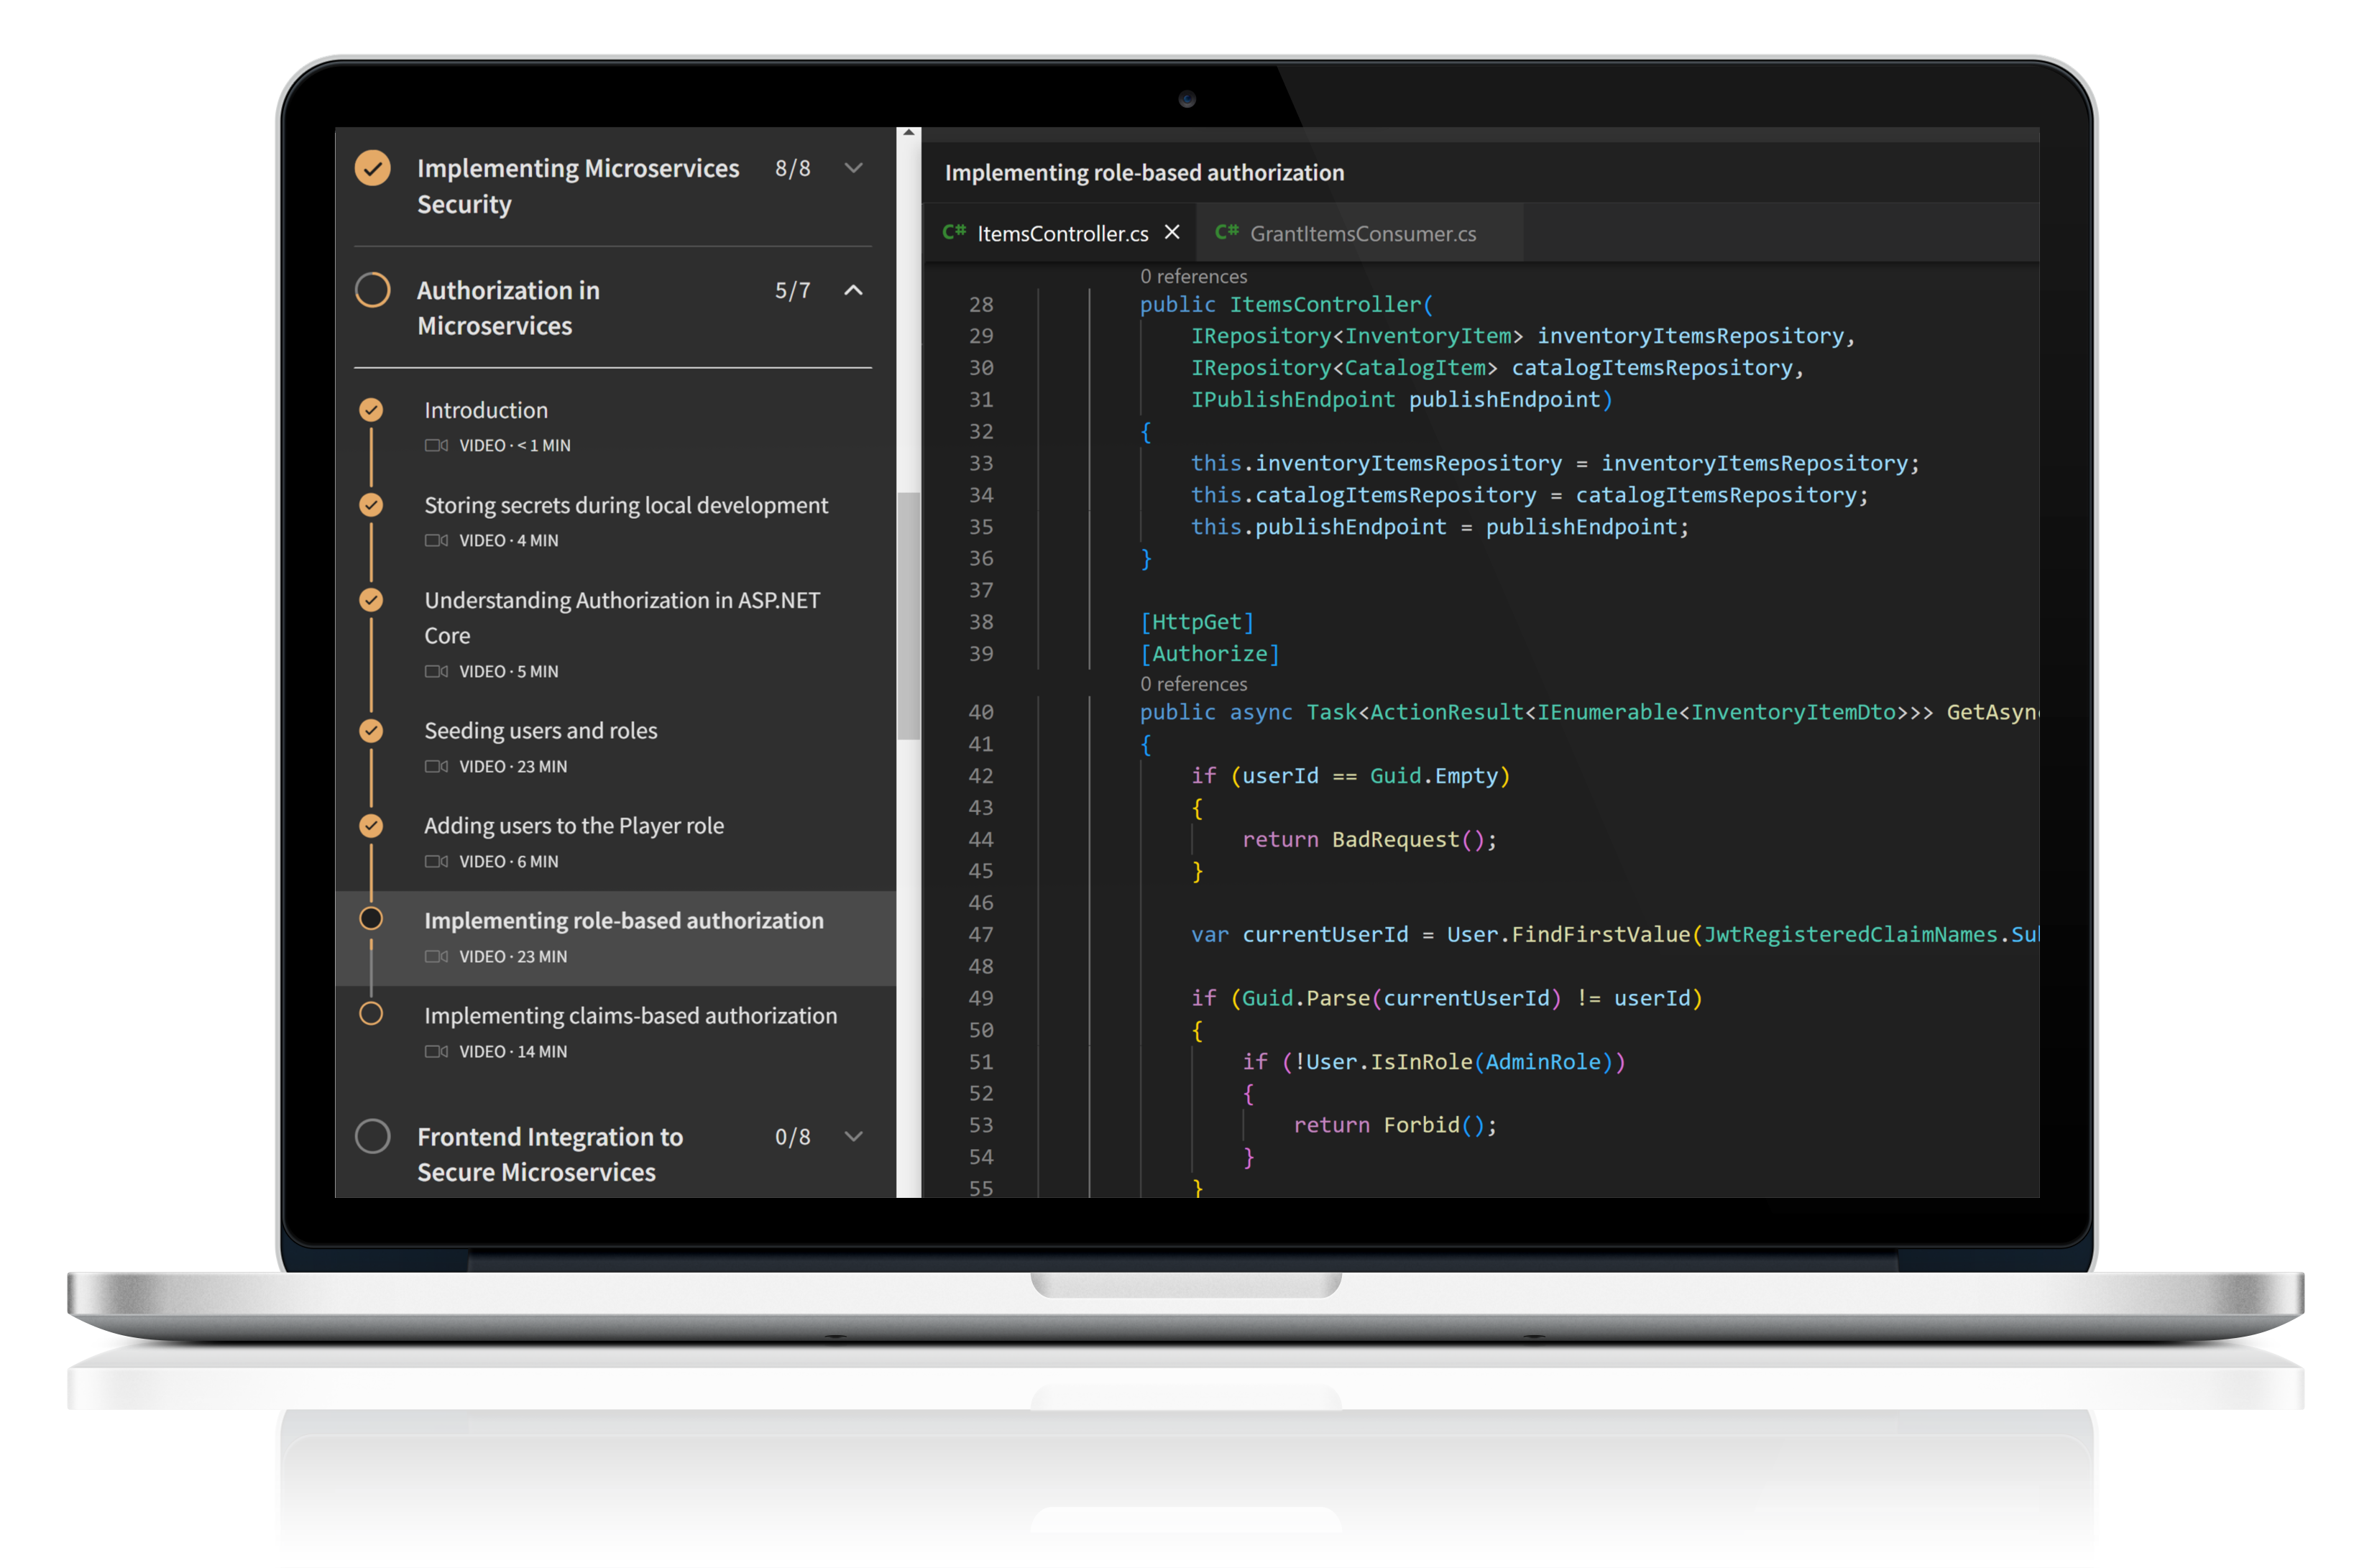 Implementing Microservices 8/8
Security
Authorization in 5/7
Microservices
Introduction
VIDEO · < 1 MIN
Storing secrets during local development
VIDEO · 4 MIN
Understanding Authorization in ASP.NET
Core
VIDEO · 5 MIN
Seeding users and roles
VIDEO · 23 MIN
Adding users to the Player role
VIDEO · 6 MIN
Implementing role-based authorization
VIDEO · 23 MIN
Implementing claims-based authorization
VIDEO · 14 MIN
Frontend Integration to 0/8
Secure Microservices
Implementing role-based authorization
C# ItemsController.cs × C# GrantItemsConsumer.cs
0 references
28 public ItemsController(
29 IRepository<InventoryItem> inventoryItemsRepository,
30 IRepository<CatalogItem> catalogItemsRepository,
31 IPublishEndpoint publishEndpoint)
32 {
33 this.inventoryItemsRepository = inventoryItemsRepository;
34 this.catalogItemsRepository = catalogItemsRepository;
35 this.publishEndpoint = publishEndpoint;
36 }
37
38 [HttpGet]
39 [Authorize]
0 references
40 public async Task<ActionResult<IEnumerable<InventoryItemDto>>> GetAsyn
41 {
42 if (userId == Guid.Empty)
43 {
44 return BadRequest();
45 }
46
47 var currentUserId = User.FindFirstValue(JwtRegisteredClaimNames.Su
48
49 if (Guid.Parse(currentUserId) != userId)
50 {
51 if (!User.IsInRole(AdminRole))
52 {
53 return Forbid();
54 }
55 }